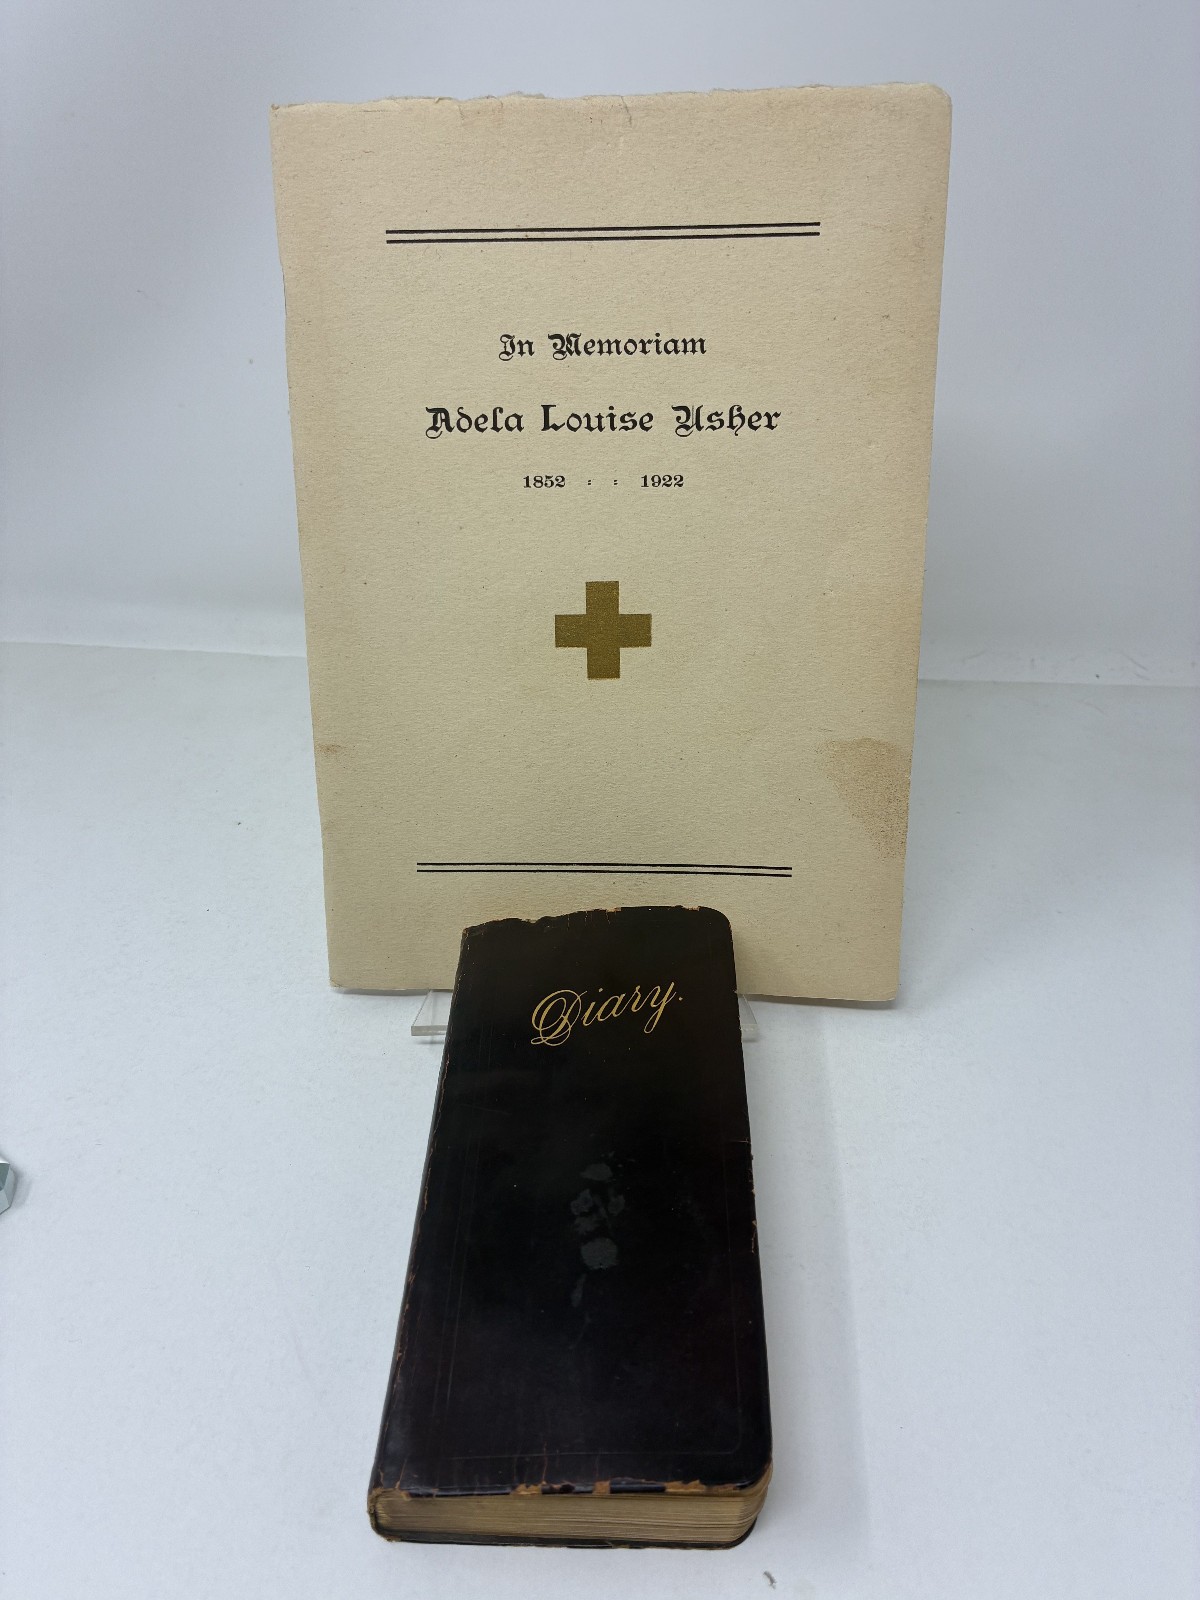 In Memoriam
Adela Louise Usher
1852 : : 1922
Diary.